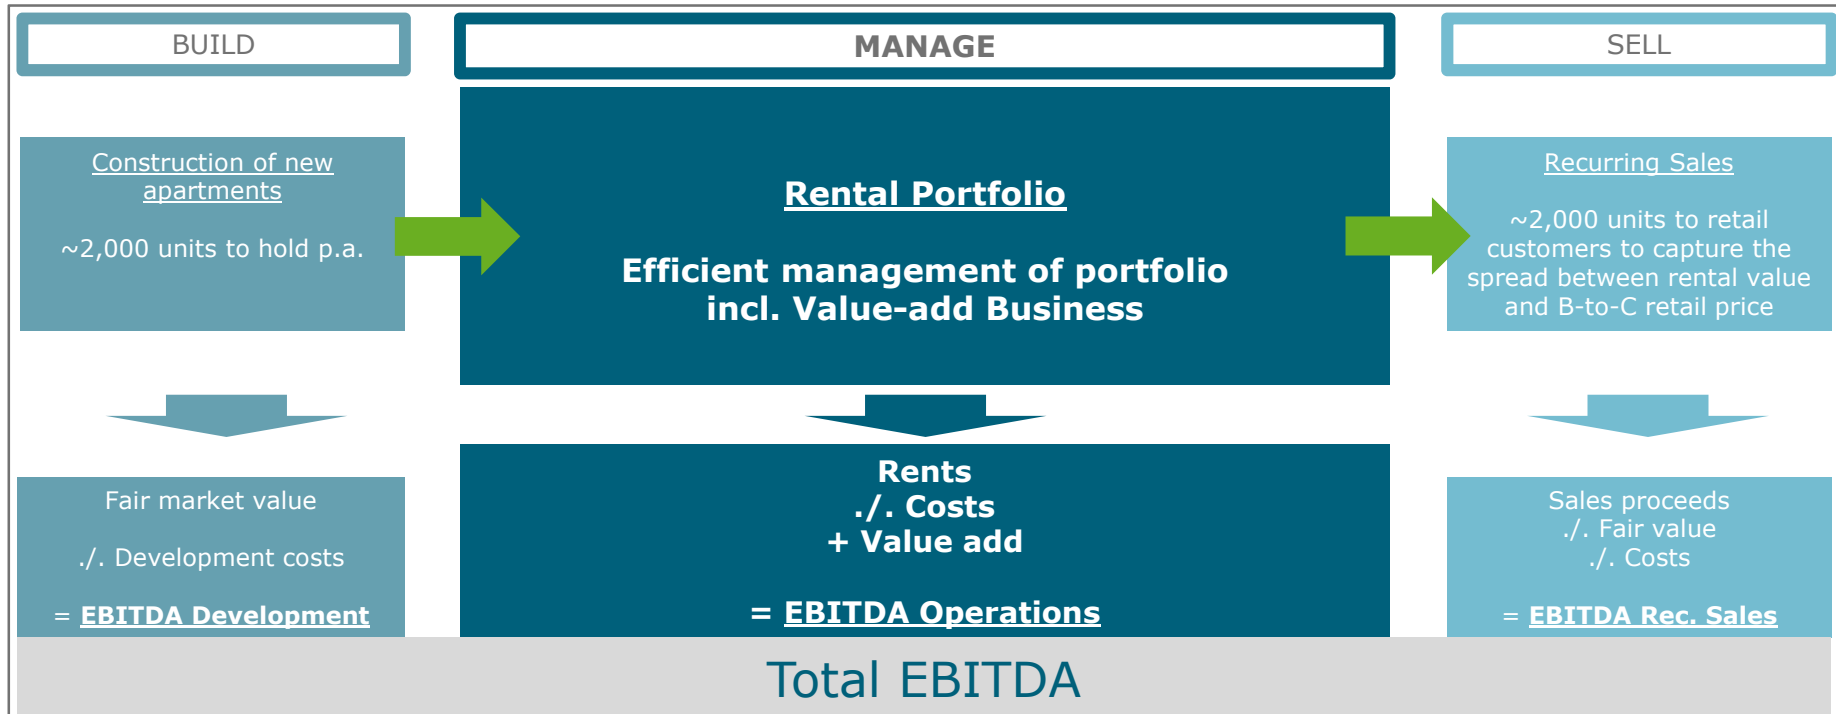 BUILD
Construction of new
apartments
~2,000 units to hold p.a.
Fair market value
./. Development costs
= EBITDA Development
MANAGE
Rental Portfolio
Efficient management of portfolio
incl. Value-add Business
Rents
./. Costs
+ Value add
= EBITDA Operations
SELL
Recurring Sales
~2,000 units to retail
customers to capture the
spread between rental value
and B-to-C retail price
Sales proceeds
./. Fair value
./. Costs
= EBITDA Rec. Sales
Total EBITDA